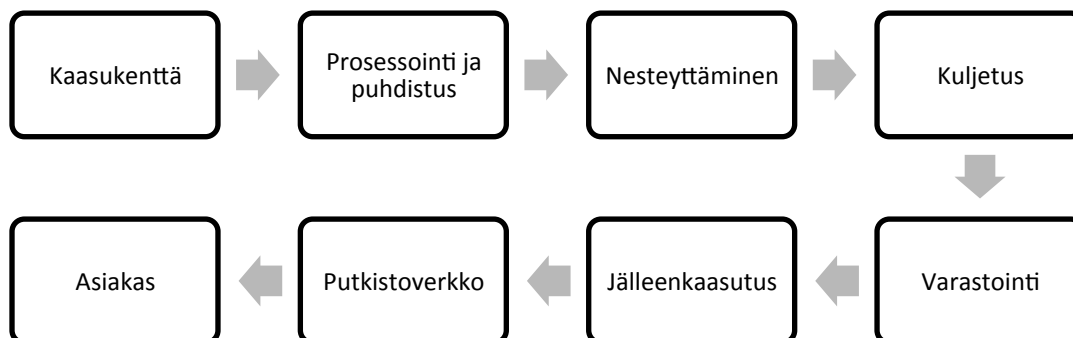 Kaasukenttä
Prosessointi ja
puhdistus
Nesteyttäminen
Kuljetus
Varastointi
Jälleenkaasutus
Putkistoverkko
Asiakas